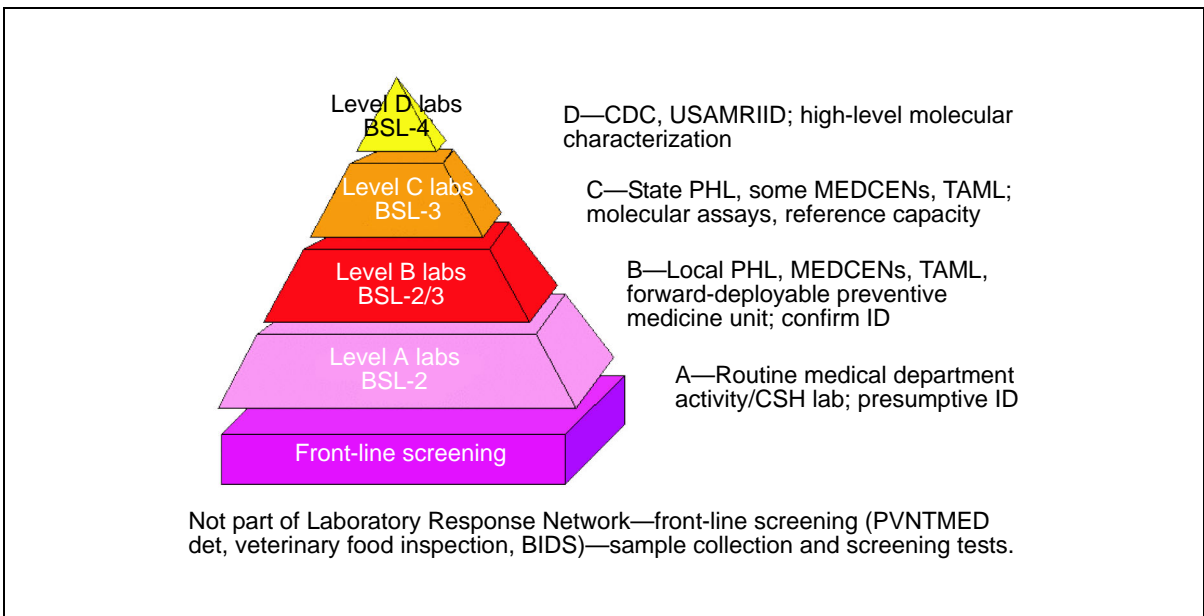 Level D labs
BSL-4
D—CDC, USAMRIID; high-level molecular
characterization
Level C labs
BSL-3
C—State PHL, some MEDCENs, TAML;
molecular assays, reference capacity
Level B labs
BSL-2/3
B—Local PHL, MEDCENs, TAML,
forward-deployable preventive
medicine unit; confirm ID
Level A labs
BSL-2
A—Routine medical department
activity/CSH lab; presumptive ID
Front-line screening
Not part of Laboratory Response Network—front-line screening (PVNTMED
det, veterinary food inspection, BIDS)—sample collection and screening tests.